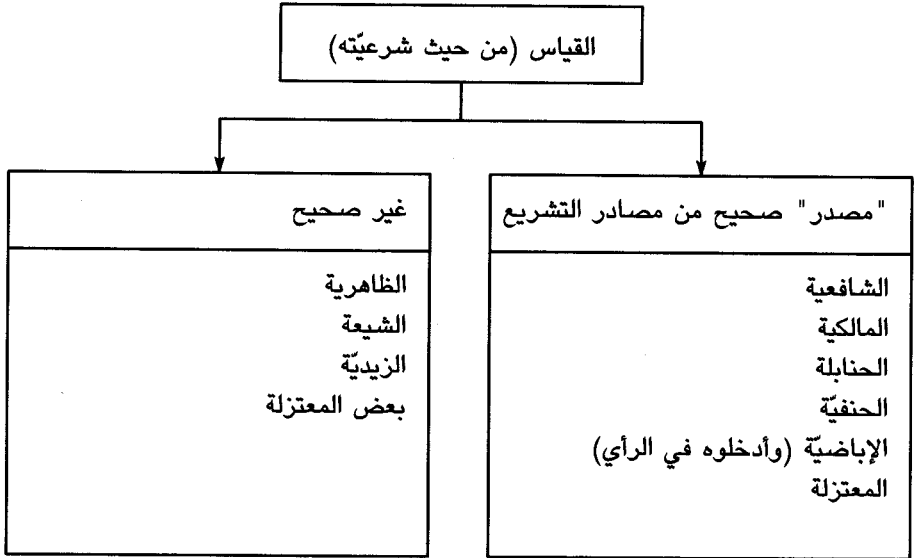 القياس (من حيث شرعيّته)
"مصدر" صحيح من مصادر التشريع
الشافعية
المالكية
الحنابلة
الحنفيّة
الإباضيّة (وأدخلوه في الرأي)
المعتزلة
غير صحيح
الظاهرية
الشيعة
الزيديّة
بعض المعتزلة